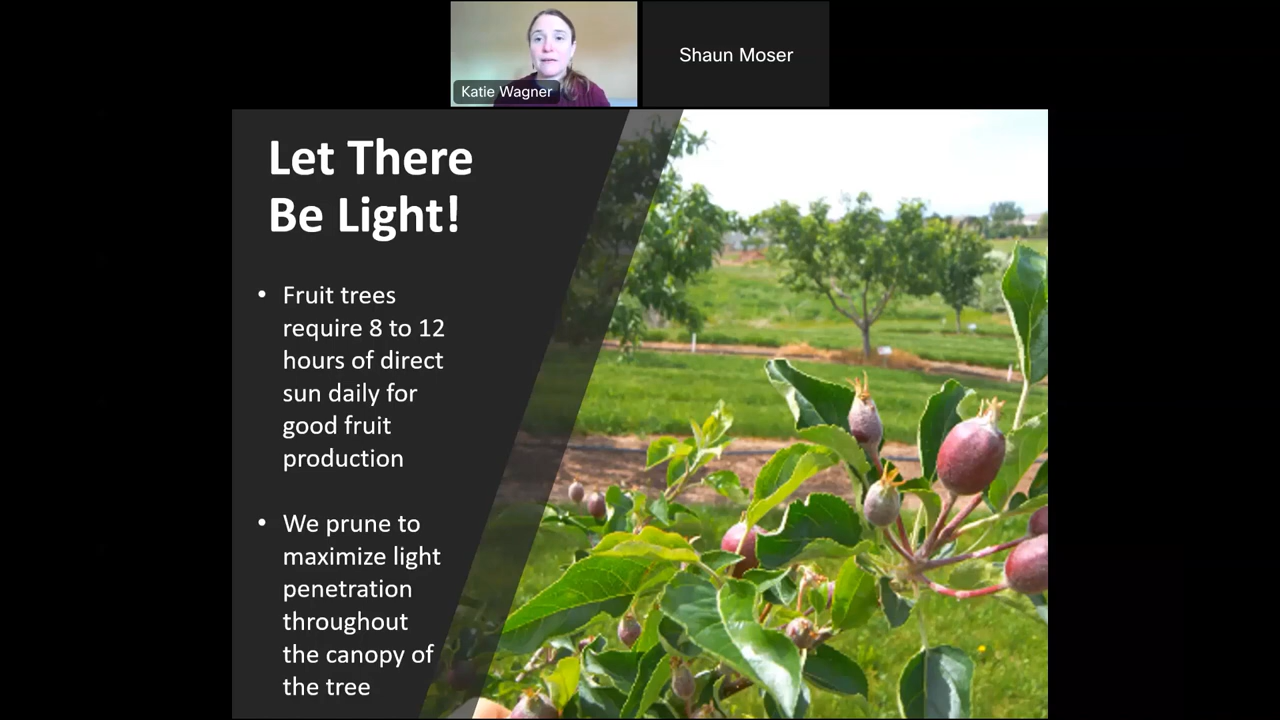 Katie Wagner
Shaun Moser
Let There
Be Light!
• Fruit trees
require 8 to 12
hours of direct
sun daily for
good fruit
production
• We prune to
maximize light
penetration
throughout
the canopy of
the tree